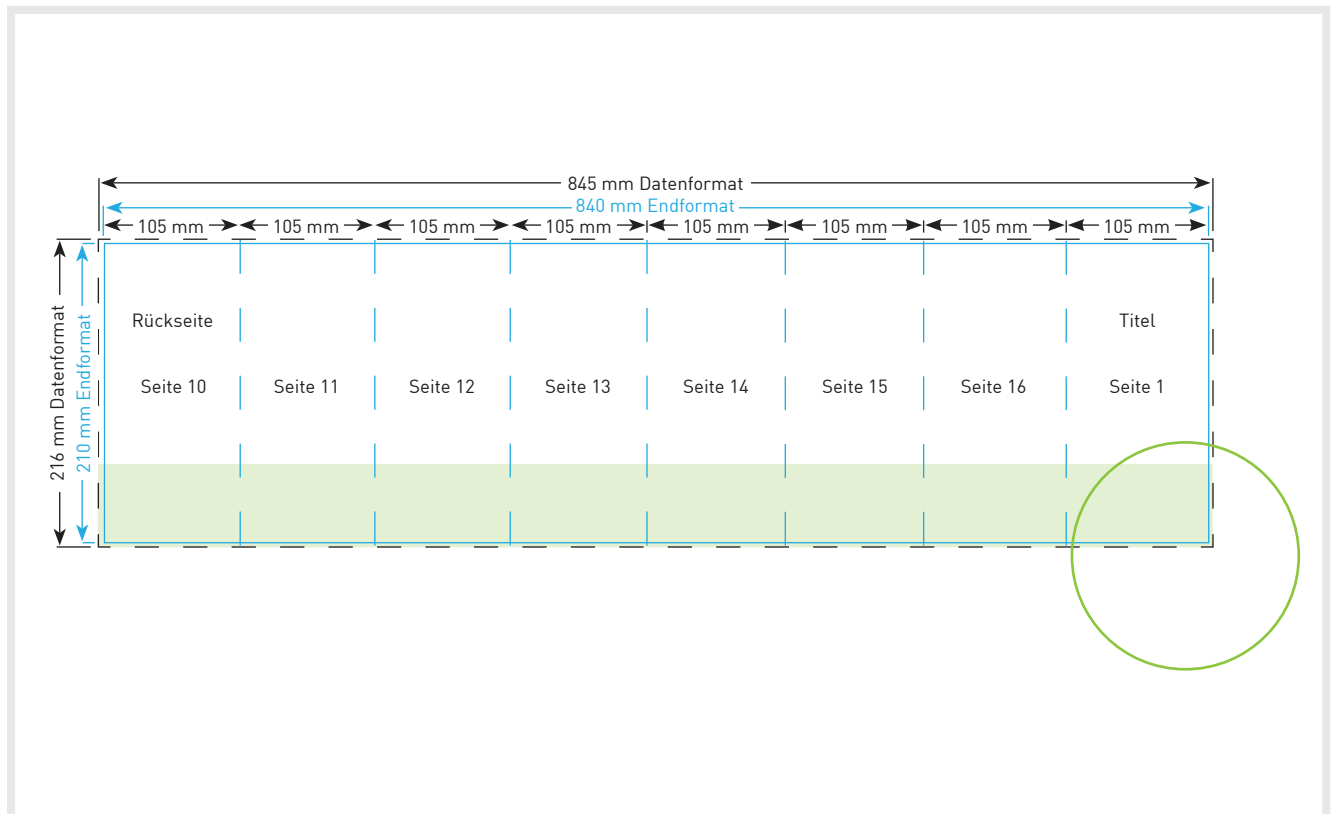 845 mm Datenformat
840 mm Endformat
105 mm 105 mm 105 mm 105 mm 105 mm 105 mm 105 mm 105 mm
216 mm Datenformat
210 mm Endformat
Rückseite Titel
Seite 10 Seite 11 Seite 12 Seite 13 Seite 14 Seite 15 Seite 16 Seite 1